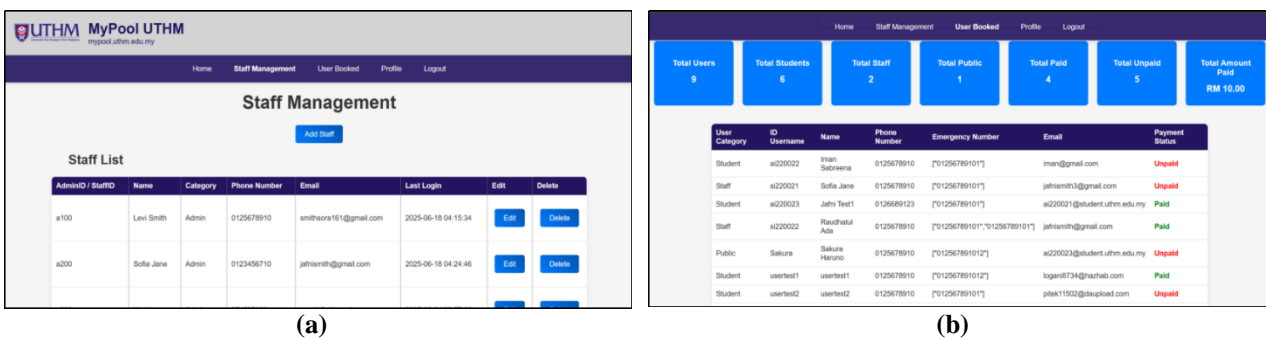 UTHM MyPool UTHM
mypool.uthm.edu.my
Home Staff Management User Booked Profile Logout
Staff Management
Add Staff
Staff List
AdminID / StaffID Name Category Phone Number Email Last Login Edit Delete
a100 Levi Smith Admin 0125678910 smithsora161@gmail.com 2025-06-18 04:15:34 Edit Delete
a200 Sofia Jane Admin 0123456710 jafnismith@gmail.com 2025-06-18 04:24:46 Edit Delete
(a)
Home Staff Management User Booked Profile Logout
Total Users Total Students Total Staff Total Public Total Paid Total Unpaid Total Amount Paid
9 6 2 1 4 5 RM 10.00
User Category ID Username Name Phone Number Emergency Number Email Payment Status
Student ai220022 Iman Sabreena 0125678910 ["01256789101"] iman@gmail.com Unpaid
Staff si220021 Sofia Jane 0125678910 ["01256789101"] jafnismith3@gmail.com Unpaid
Student ai220023 Jafni Test1 0126689123 ["01256789101"] ai220021@student.uthm.edu.my Paid
Staff si220022 Raudhatul Ada 0125678910 ["01256789101","01256789101"] jafnismith@gmail.com Paid
Public Sakura Sakura Haruno 0125678910 ["012567891012"] ai220023@student.uthm.edu.my Unpaid
Student usertest1 usertest1 0125678910 ["012567891012"] logani8734@hazhab.com Paid
Student usertest2 usertest2 0125678910 ["01256789101"] pitek11502@daupload.com Unpaid
(b)